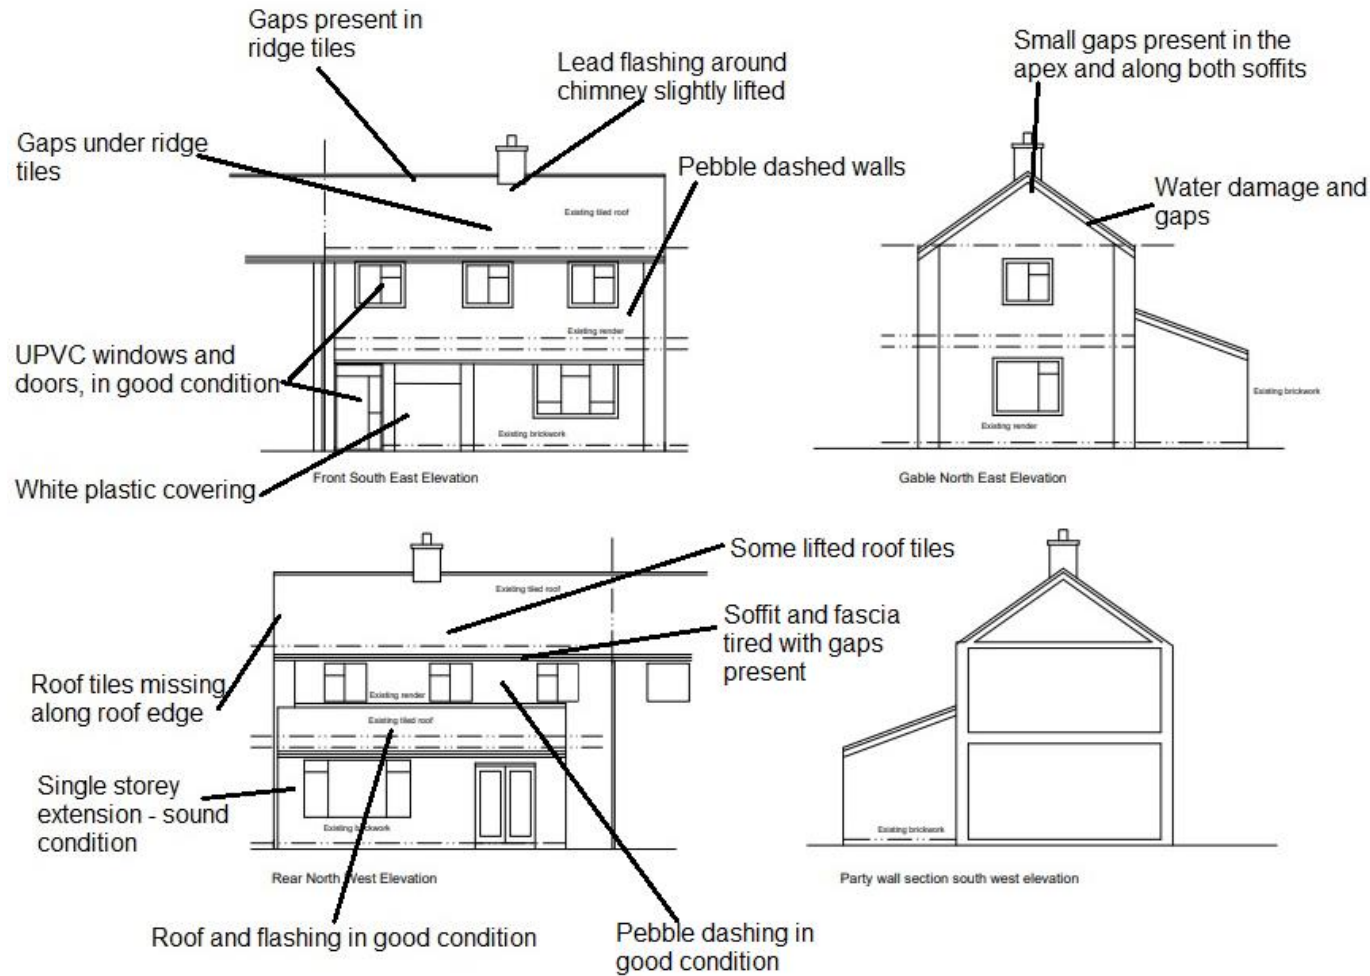 Gaps present in
ridge tiles
Lead flashing around
chimney slightly lifted
Small gaps present in the
apex and along both soffits
Gaps under ridge
tiles
Pebble dashed walls
Water damage and
gaps
Existing tiled roof
Existing render
UPVC windows and
doors, in good condition
Existing brickwork
Existing brickwork
Existing render
White plastic covering
Front South East Elevation
Gable North East Elevation
Some lifted roof tiles
Existing tiled roof
Soffit and fascia
tired with gaps
present
Roof tiles missing
along roof edge
Existing render
Existing tiled roof
Single storey
extension - sound
condition
Existing brickwork
Existing brickwork
Rear North West Elevation
Party wall section south west elevation
Roof and flashing in good condition
Pebble dashing in
good condition